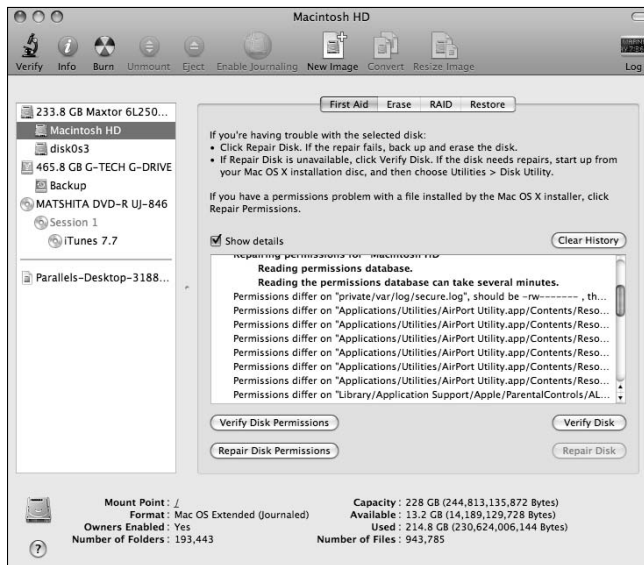 Macintosh HD
Verify Info Burn Unmount Eject Enable Journaling New Image Convert Resize Image Log
233.8 GB Maxtor 6L250...
Macintosh HD
disk0s3
465.8 GB G-TECH G-DRIVE
Backup
MATSHITA DVD-R UJ-846
Session 1
iTunes 7.7
Parallels-Desktop-3188...
First Aid Erase RAID Restore
If you're having trouble with the selected disk:
• Click Repair Disk. If the repair fails, back up and erase the disk.
• If Repair Disk is unavailable, click Verify Disk. If the disk needs repairs, start up from
your Mac OS X installation disc, and then choose Utilities > Disk Utility.
If you have a permissions problem with a file installed by the Mac OS X installer, click
Repair Permissions.
Show details Clear History
Repairing permissions for "Macintosh HD"
Reading permissions database.
Reading the permissions database can take several minutes.
Permissions differ on "private/var/log/secure.log", should be -rw------- , th...
Permissions differ on "Applications/Utilities/AirPort Utility.app/Contents/Reso...
Permissions differ on "Applications/Utilities/AirPort Utility.app/Contents/Reso...
Permissions differ on "Applications/Utilities/AirPort Utility.app/Contents/Reso...
Permissions differ on "Applications/Utilities/AirPort Utility.app/Contents/Reso...
Permissions differ on "Applications/Utilities/AirPort Utility.app/Contents/Reso...
Permissions differ on "Applications/Utilities/AirPort Utility.app/Contents/Reso...
Permissions differ on "Library/Application Support/Apple/ParentalControls/AL...
Verify Disk Permissions Verify Disk
Repair Disk Permissions Repair Disk
Mount Point : / Capacity : 228 GB (244,813,135,872 Bytes)
Format : Mac OS Extended (Journaled) Available : 13.2 GB (14,189,129,728 Bytes)
Owners Enabled : Yes Used : 214.8 GB (230,624,006,144 Bytes)
Number of Folders : 193,443 Number of Files : 943,785